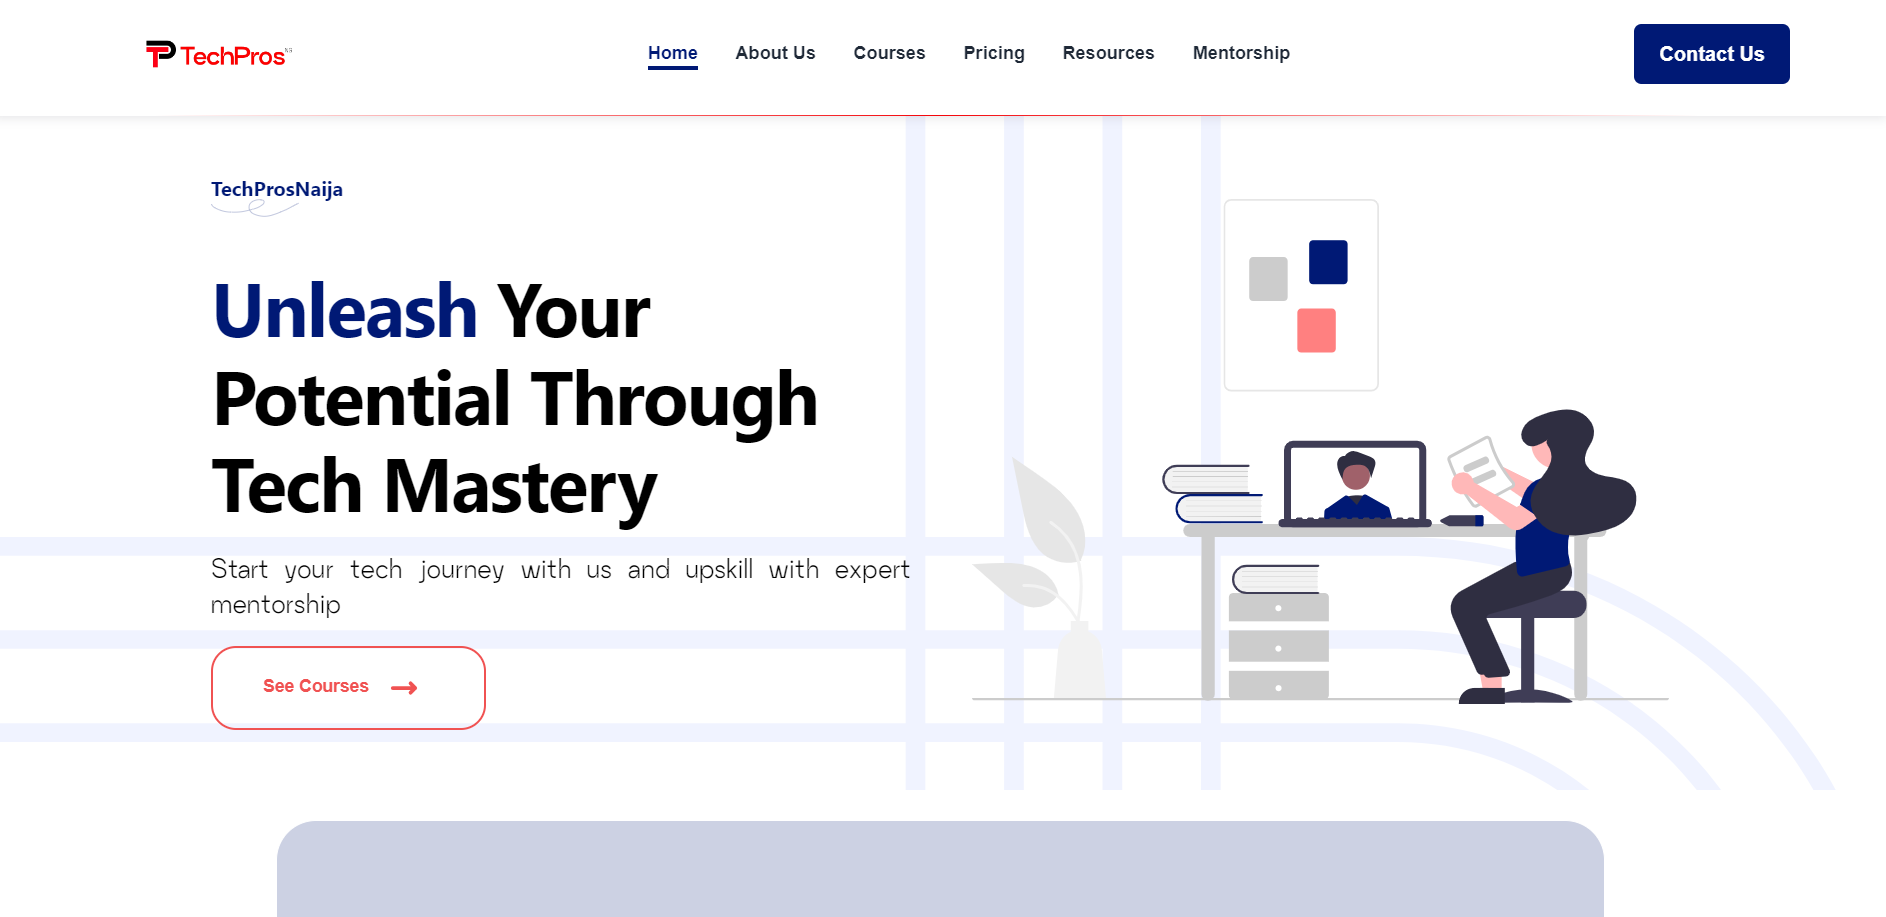 TechPros NG
Home About Us Courses Pricing Resources Mentorship
Contact Us
TechProsNaija
Unleash Your
Potential Through
Tech Mastery
Start your tech journey with us and upskill with expert
mentorship
See Courses